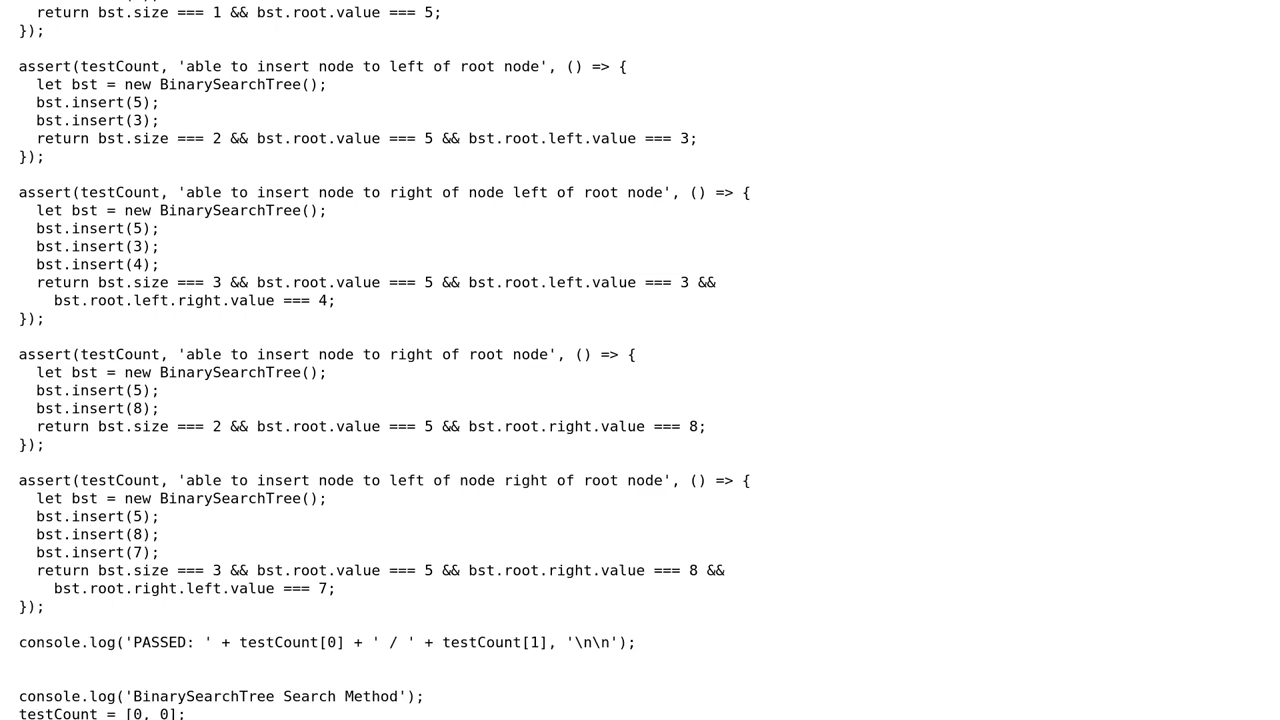 return bst.size === 1 && bst.root.value === 5;
});
assert(testCount, 'able to insert node to left of root node', () => {
let bst = new BinarySearchTree();
bst.insert(5);
bst.insert(3);
return bst.size === 2 && bst.root.value === 5 && bst.root.left.value === 3;
});
assert(testCount, 'able to insert node to right of node left of root node', () => {
let bst = new BinarySearchTree();
bst.insert(5);
bst.insert(3);
bst.insert(4);
return bst.size === 3 && bst.root.value === 5 && bst.root.left.value === 3 &&
bst.root.left.right.value === 4;
});
assert(testCount, 'able to insert node to right of root node', () => {
let bst = new BinarySearchTree();
bst.insert(5);
bst.insert(8);
return bst.size === 2 && bst.root.value === 5 && bst.root.right.value === 8;
});
assert(testCount, 'able to insert node to left of node right of root node', () => {
let bst = new BinarySearchTree();
bst.insert(5);
bst.insert(8);
bst.insert(7);
return bst.size === 3 && bst.root.value === 5 && bst.root.right.value === 8 &&
bst.root.right.left.value === 7;
});
console.log('PASSED: ' + testCount[0] + ' / ' + testCount[1], '\n\n');
console.log('BinarySearchTree Search Method');
testCount = [0, 0];